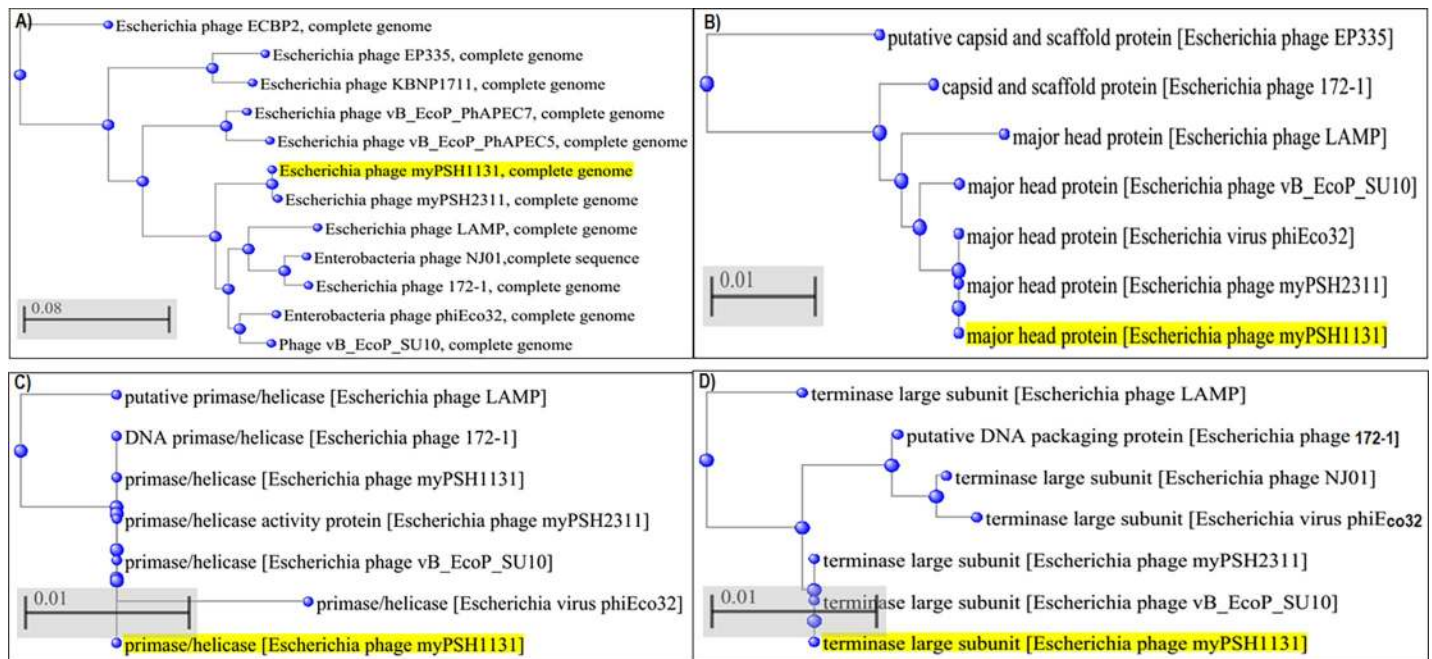 A)
Escherichia phage ECBP2, complete genome
Escherichia phage EP335, complete genome
Escherichia phage KBNP1711, complete genome
Escherichia phage vB_EcoP_PhAPEC7, complete genome
Escherichia phage vB_EcoP_PhAPEC5, complete genome
Escherichia phage myPSH1131, complete genome
Escherichia phage myPSH2311, complete genome
Escherichia phage LAMP, complete genome
Enterobacteria phage NJ01,complete sequence
Escherichia phage 172-1, complete genome
Enterobacteria phage phiEco32, complete genome
Phage vB_EcoP_SU10, complete genome
0.08
B)
putative capsid and scaffold protein [Escherichia phage EP335]
capsid and scaffold protein [Escherichia phage 172-1]
major head protein [Escherichia phage LAMP]
major head protein [Escherichia phage vB_EcoP_SU10]
major head protein [Escherichia virus phiEco32]
major head protein [Escherichia phage myPSH2311]
major head protein [Escherichia phage myPSH1131]
0.01
C)
putative primase/helicase [Escherichia phage LAMP]
DNA primase/helicase [Escherichia phage 172-1]
primase/helicase [Escherichia phage myPSH1131]
primase/helicase activity protein [Escherichia phage myPSH2311]
primase/helicase [Escherichia phage vB_EcoP_SU10]
primase/helicase [Escherichia virus phiEco32]
primase/helicase [Escherichia phage myPSH1131]
0.01
D)
terminase large subunit [Escherichia phage LAMP]
putative DNA packaging protein [Escherichia phage 172-1]
terminase large subunit [Escherichia phage NJ01]
terminase large subunit [Escherichia virus phiEco32
terminase large subunit [Escherichia phage myPSH2311]
terminase large subunit [Escherichia phage vB_EcoP_SU10]
terminase large subunit [Escherichia phage myPSH1131]
0.01